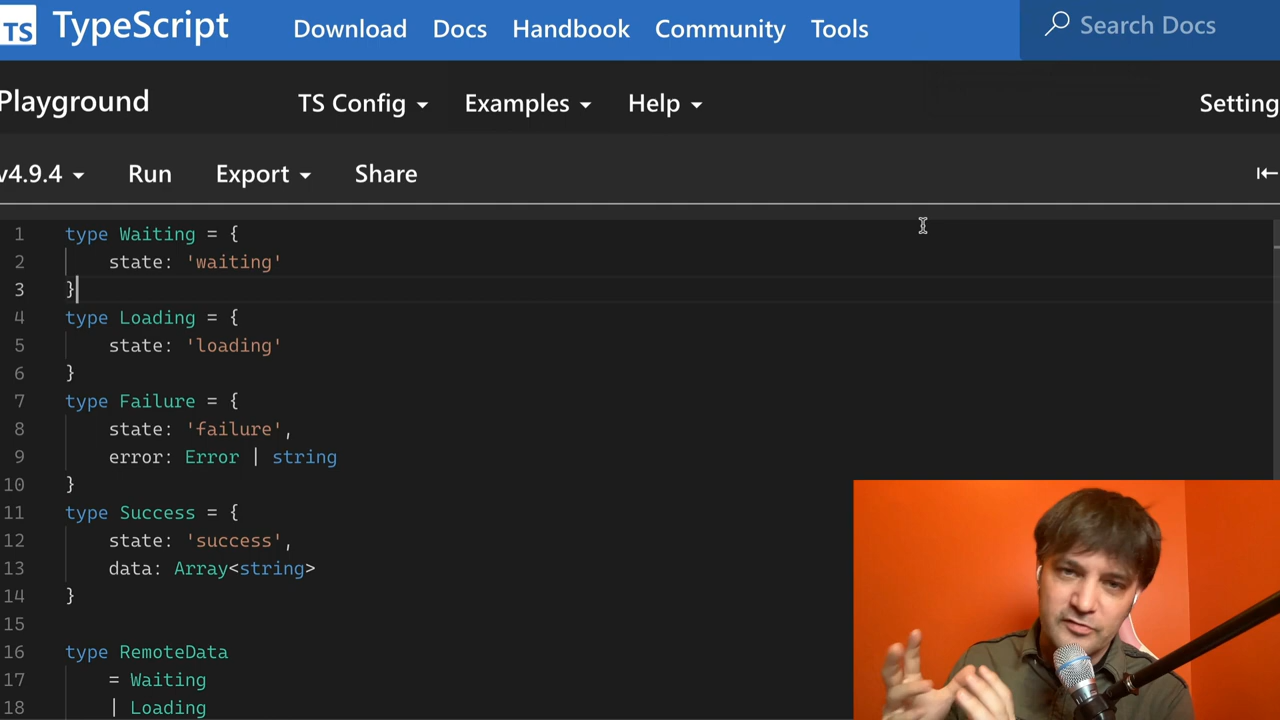 TS TypeScript Download Docs Handbook Community Tools Search Docs
Playground TS Config Examples Help Setting
v4.9.4 Run Export Share
1 type Waiting = {
2 state: 'waiting'
3 }
4 type Loading = {
5 state: 'loading'
6 }
7 type Failure = {
8 state: 'failure',
9 error: Error | string
10 }
11 type Success = {
12 state: 'success',
13 data: Array<string>
14 }
15
16 type RemoteData
17 = Waiting
18 | Loading